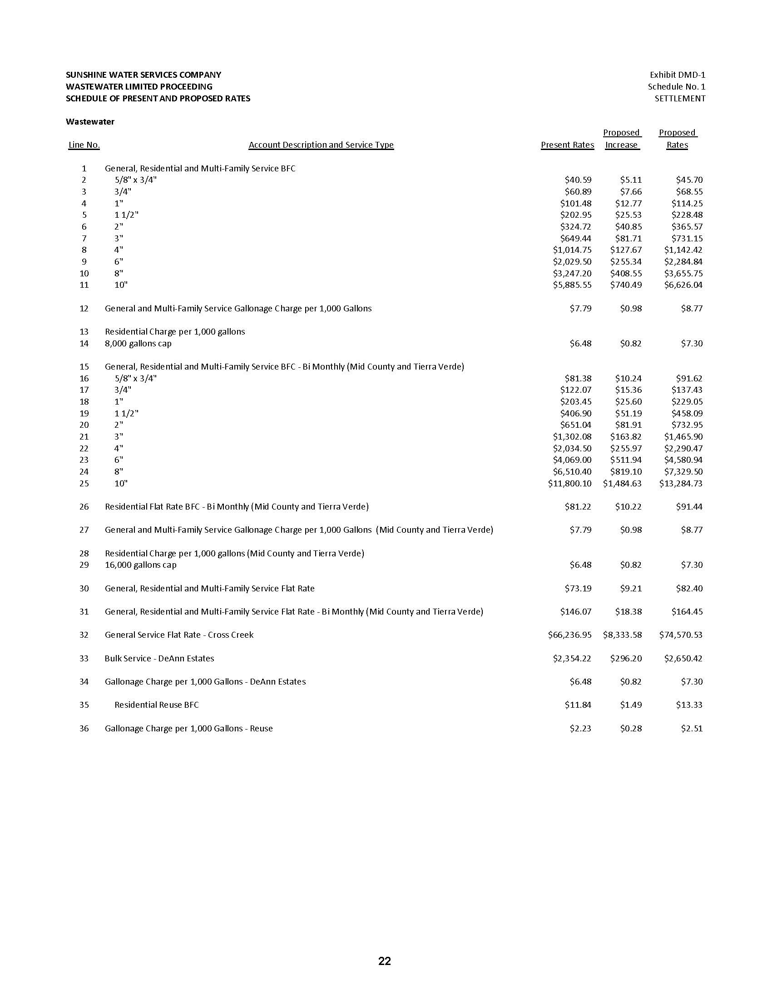 SUNSHINE WATER SERVICES COMPANY Exhibit DMD-1
WASTEWATER LIMITED PROCEEDING Schedule No. 1
SCHEDULE OF PRESENT AND PROPOSED RATES SETTLEMENT
Wastewater
Proposed Proposed
Line No. Account Description and Service Type Present Rates Increase Rates
1 General, Residential and Multi-Family Service BFC
2 5/8" x 3/4" $40.59 $5.11 $45.70
3 3/4" $60.89 $7.66 $68.55
4 1" $101.48 $12.77 $114.25
5 1 1/2" $202.95 $25.53 $228.48
6 2" $324.72 $40.85 $365.57
7 3" $649.44 $81.71 $731.15
8 4" $1,014.75 $127.67 $1,142.42
9 6" $2,029.50 $255.34 $2,284.84
10 8" $3,247.20 $408.55 $3,655.75
11 10" $5,885.55 $740.49 $6,626.04
12 General and Multi-Family Service Gallonage Charge per 1,000 Gallons $7.79 $0.98 $8.77
13 Residential Charge per 1,000 gallons
14 8,000 gallons cap $6.48 $0.82 $7.30
15 General, Residential and Multi-Family Service BFC - Bi Monthly (Mid County and Tierra Verde)
16 5/8" x 3/4" $81.38 $10.24 $91.62
17 3/4" $122.07 $15.36 $137.43
18 1" $203.45 $25.60 $229.05
19 1 1/2" $406.90 $51.19 $458.09
20 2" $651.04 $81.91 $732.95
21 3" $1,302.08 $163.82 $1,465.90
22 4" $2,034.50 $255.97 $2,290.47
23 6" $4,069.00 $511.94 $4,580.94
24 8" $6,510.40 $819.10 $7,329.50
25 10" $11,800.10 $1,484.63 $13,284.73
26 Residential Flat Rate BFC - Bi Monthly (Mid County and Tierra Verde) $81.22 $10.22 $91.44
27 General and Multi-Family Service Gallonage Charge per 1,000 Gallons (Mid County and Tierra Verde) $7.79 $0.98 $8.77
28 Residential Charge per 1,000 gallons (Mid County and Tierra Verde)
29 16,000 gallons cap $6.48 $0.82 $7.30
30 General, Residential and Multi-Family Service Flat Rate $73.19 $9.21 $82.40
31 General, Residential and Multi-Family Service Flat Rate - Bi Monthly (Mid County and Tierra Verde) $146.07 $18.38 $164.45
32 General Service Flat Rate - Cross Creek $66,236.95 $8,333.58 $74,570.53
33 Bulk Service - DeAnn Estates $2,354.22 $296.20 $2,650.42
34 Gallonage Charge per 1,000 Gallons - DeAnn Estates $6.48 $0.82 $7.30
35 Residential Reuse BFC $11.84 $1.49 $13.33
36 Gallonage Charge per 1,000 Gallons - Reuse $2.23 $0.28 $2.51
22